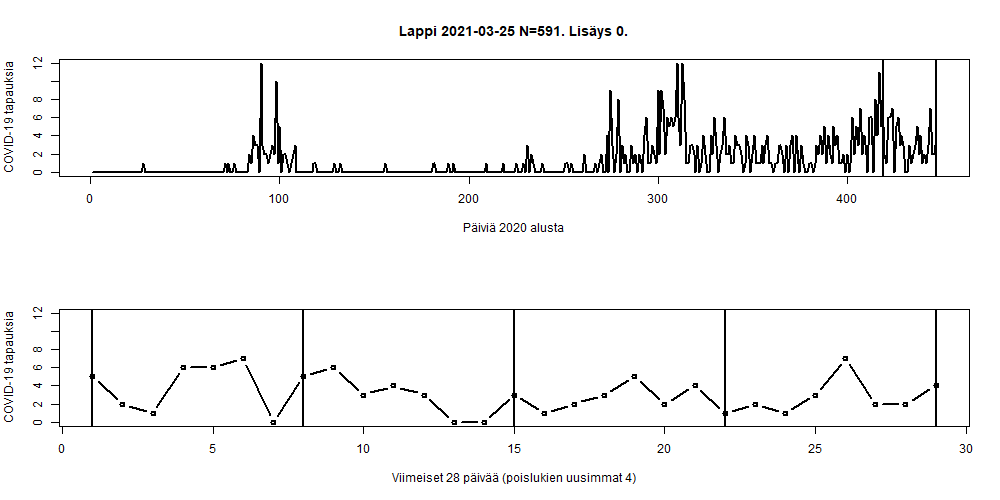 Lappi 2021-03-25 N=591. Lisäys 0.
COVID-19 tapauksia
12
8
6
4
2
0
0 100 200 300 400
Päiviä 2020 alusta
COVID-19 tapauksia
12
8
6
4
2
0
0 5 10 15 20 25 30
Viimeiset 28 päivää (poislukien uusimmat 4)